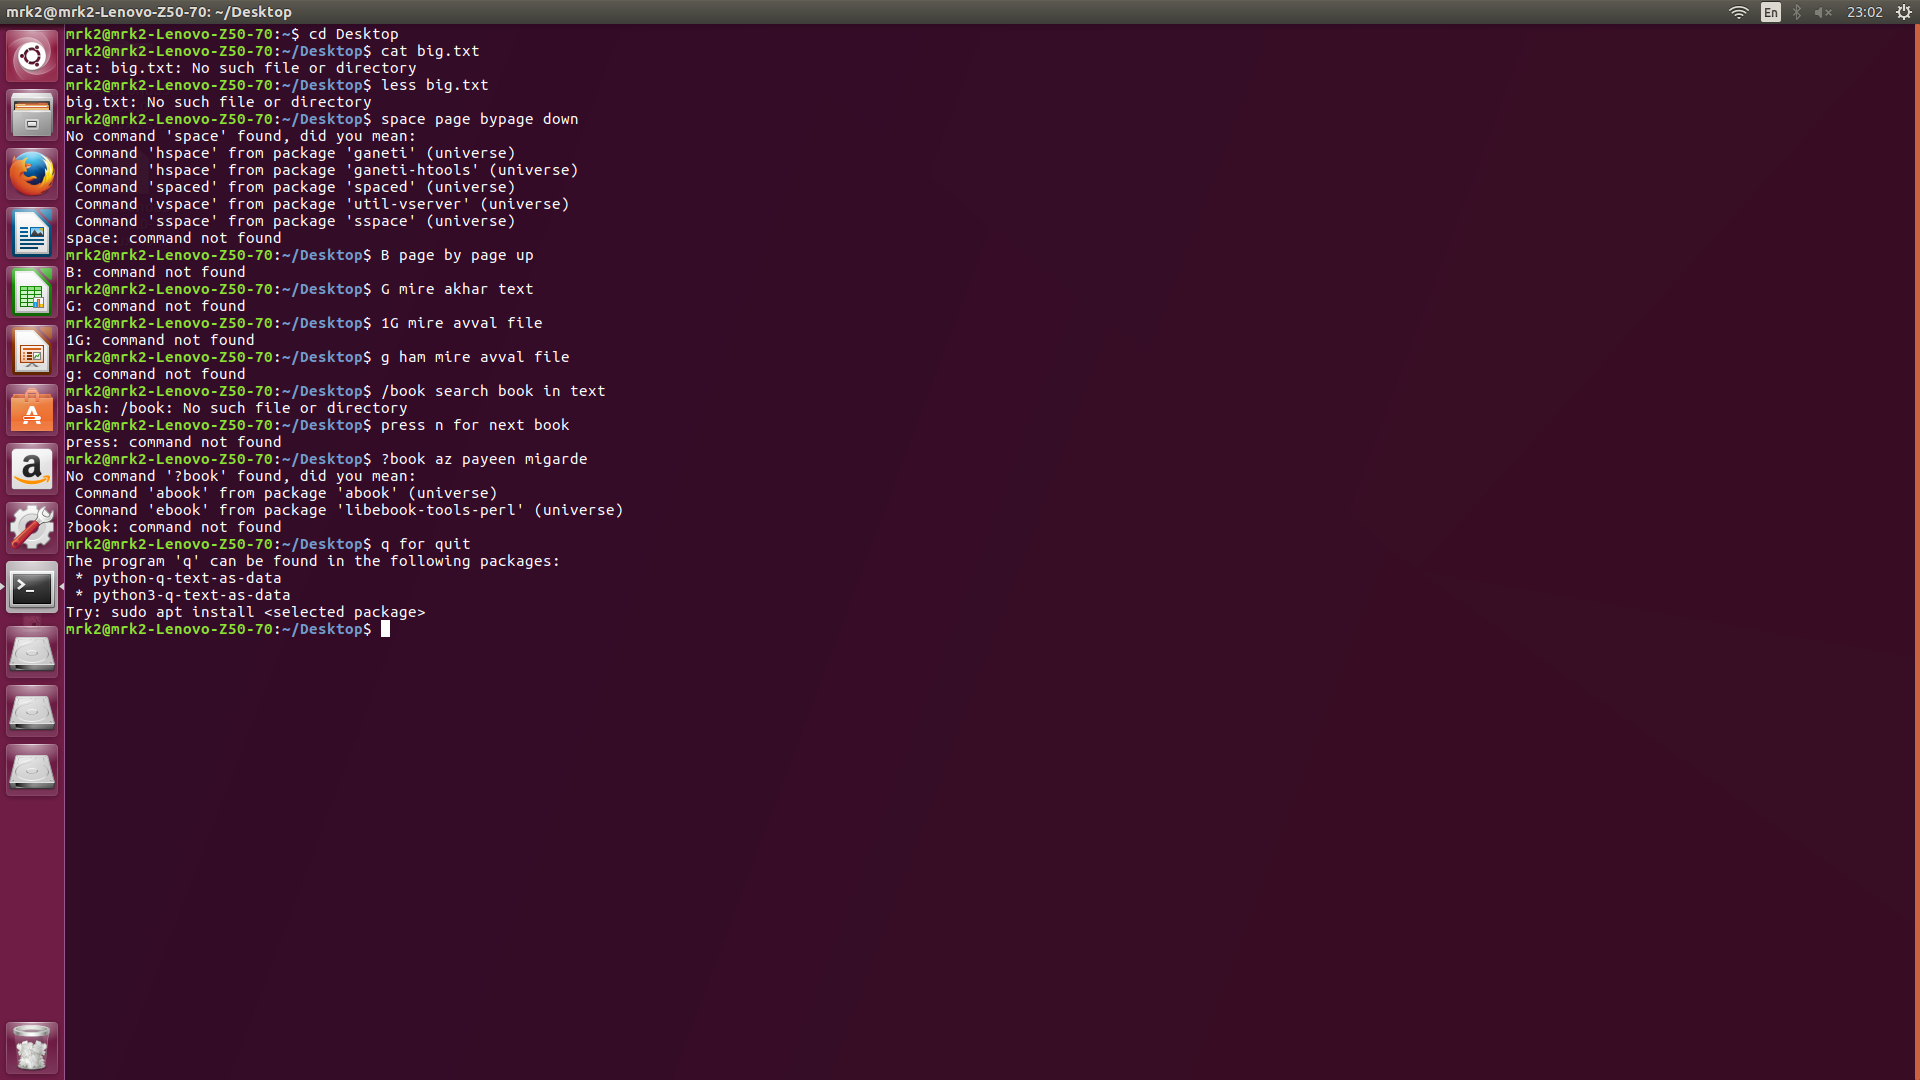 mrk2@mrk2-Lenovo-Z50-70: ~/Desktop
En
23:02
mrk2@mrk2-Lenovo-Z50-70:~$ cd Desktop
mrk2@mrk2-Lenovo-Z50-70:~/Desktop$ cat big.txt
cat: big.txt: No such file or directory
mrk2@mrk2-Lenovo-Z50-70:~/Desktop$ less big.txt
big.txt: No such file or directory
mrk2@mrk2-Lenovo-Z50-70:~/Desktop$ space page bypage down
No command 'space' found, did you mean:
 Command 'hspace' from package 'ganeti' (universe)
 Command 'hspace' from package 'ganeti-htools' (universe)
 Command 'spaced' from package 'spaced' (universe)
 Command 'vspace' from package 'util-vserver' (universe)
 Command 'sspace' from package 'sspace' (universe)
space: command not found
mrk2@mrk2-Lenovo-Z50-70:~/Desktop$ B page by page up
B: command not found
mrk2@mrk2-Lenovo-Z50-70:~/Desktop$ G mire akhar text
G: command not found
mrk2@mrk2-Lenovo-Z50-70:~/Desktop$ 1G mire avval file
1G: command not found
mrk2@mrk2-Lenovo-Z50-70:~/Desktop$ g ham mire avval file
g: command not found
mrk2@mrk2-Lenovo-Z50-70:~/Desktop$ /book search book in text
bash: /book: No such file or directory
mrk2@mrk2-Lenovo-Z50-70:~/Desktop$ press n for next book
press: command not found
mrk2@mrk2-Lenovo-Z50-70:~/Desktop$ ?book az payeen migarde
No command '?book' found, did you mean:
 Command 'abook' from package 'abook' (universe)
 Command 'ebook' from package 'libebook-tools-perl' (universe)
?book: command not found
mrk2@mrk2-Lenovo-Z50-70:~/Desktop$ q for quit
The program 'q' can be found in the following packages:
 * python-q-text-as-data
 * python3-q-text-as-data
Try: sudo apt install <selected package>
mrk2@mrk2-Lenovo-Z50-70:~/Desktop$